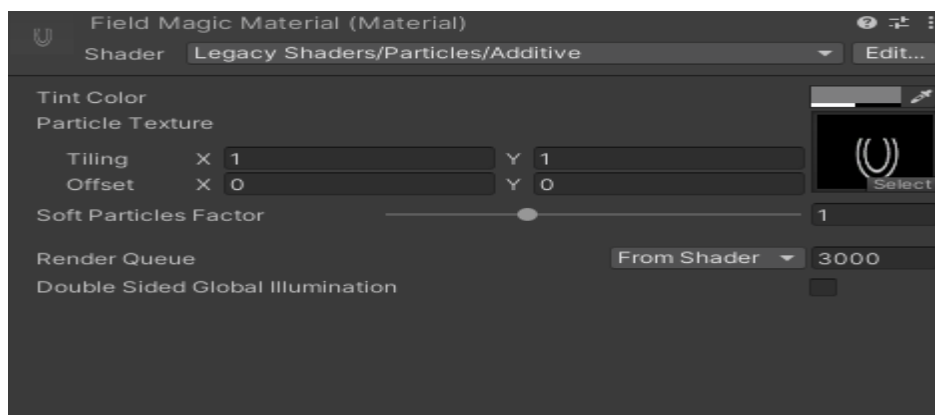 Field Magic Material (Material)
Shader Legacy Shaders/Particles/Additive Edit...
Tint Color
Particle Texture
Tiling X 1 Y 1
Offset X 0 Y 0
Select
Soft Particles Factor 1
Render Queue From Shader 3000
Double Sided Global Illumination